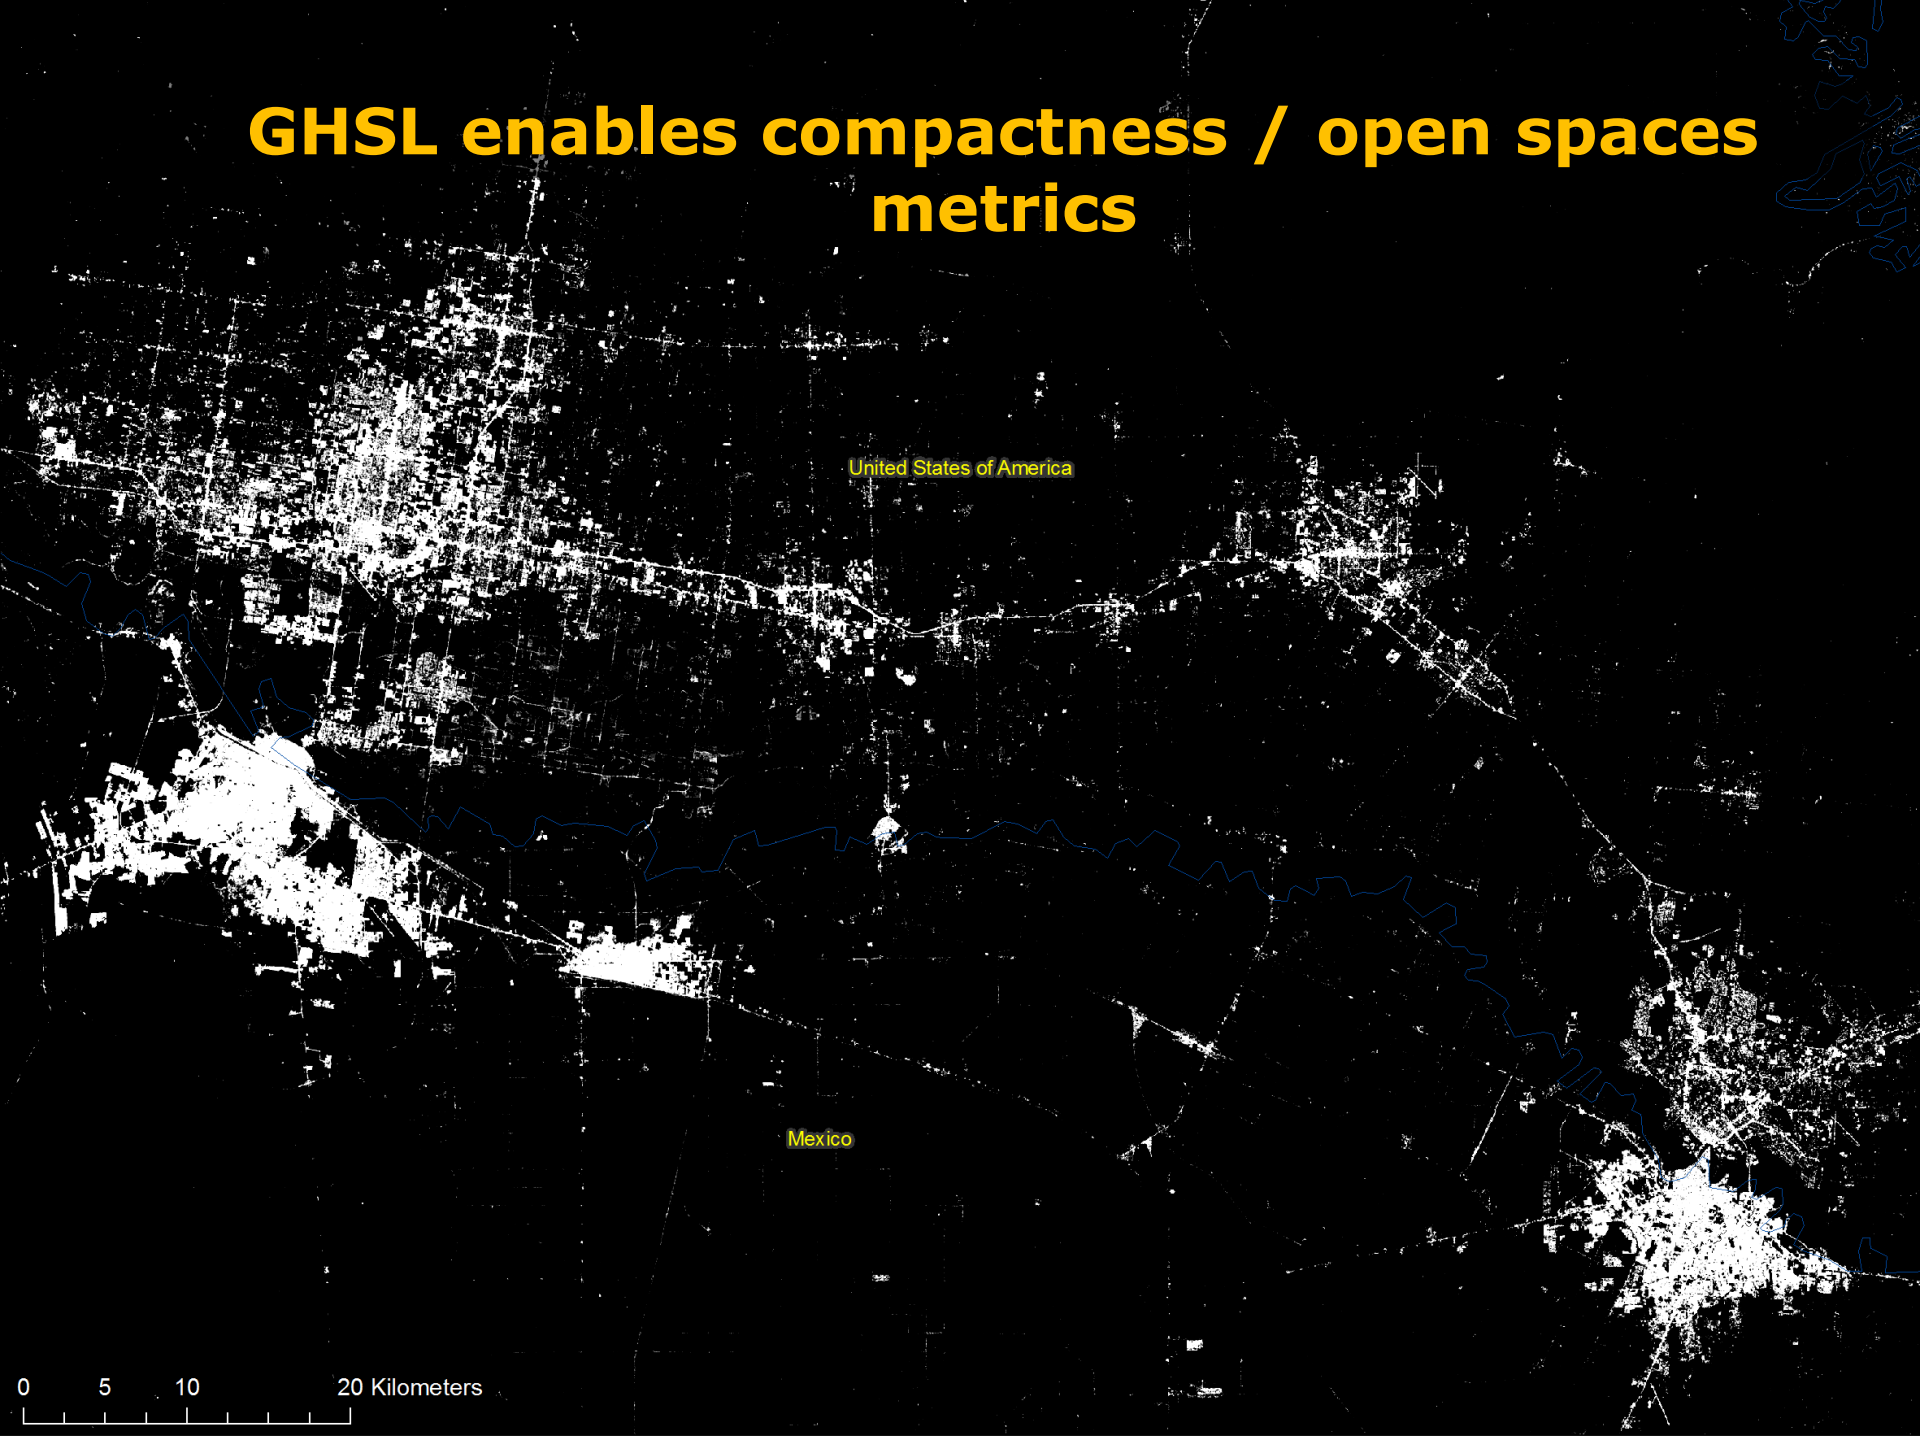 GHSL enables compactness / open spaces
metrics
United States of America
Mexico
0 5 10 20 Kilometers